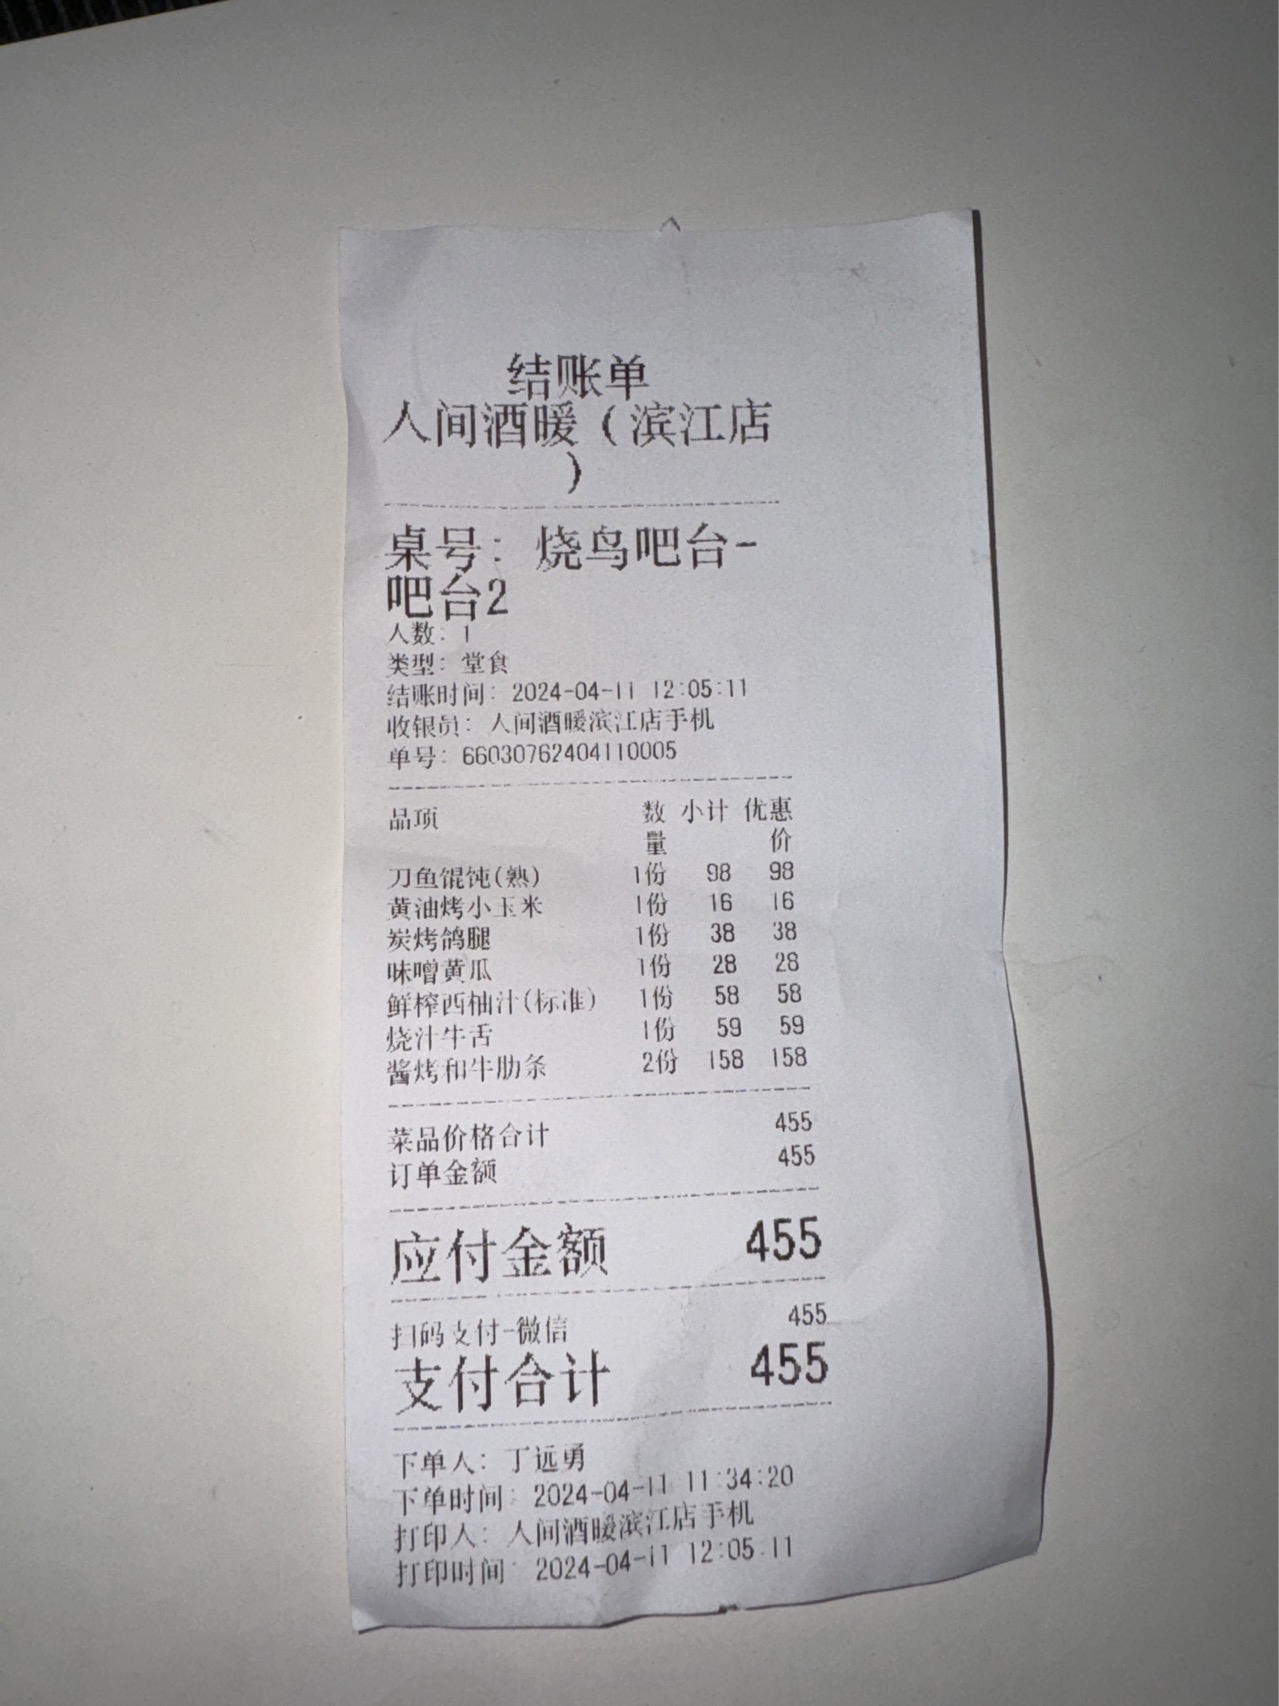 结账单
人间酒暖（滨江店
）
桌号：烧鸟吧台-
吧台2
人数：1
类型：堂食
结账时间：2024-04-11 12:05:11
收银员：人间酒暖滨江店手机
单号：66030762404110005
品项 数 小计 优惠
量 价
刀鱼馄饨(熟) 1份 98 98
黄油烤小玉米 1份 16 16
炭烤鸽腿 1份 38 38
味噌黄瓜 1份 28 28
鲜榨西柚汁(标准) 1份 58 58
烧汁牛舌 1份 59 59
酱烤和牛肋条 2份 158 158
菜品价格合计 455
订单金额 455
应付金额 455
扫码支付-微信 455
支付合计 455
下单人：丁远勇
下单时间：2024-04-11 11:34:20
打印人：人间酒暖滨江店手机
打印时间：2024-04-11 12:05:11